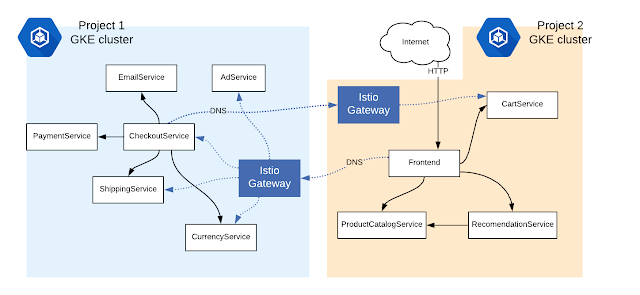 Project 1
GKE cluster
Project 2
GKE cluster
Internet
HTTP
EmailService
AdService
Istio
Gateway
CartService
DNS
PaymentService
CheckoutService
DNS
Frontend
Istio
Gateway
ShippingService
ProductCatalogService
RecomendationService
CurrencyService